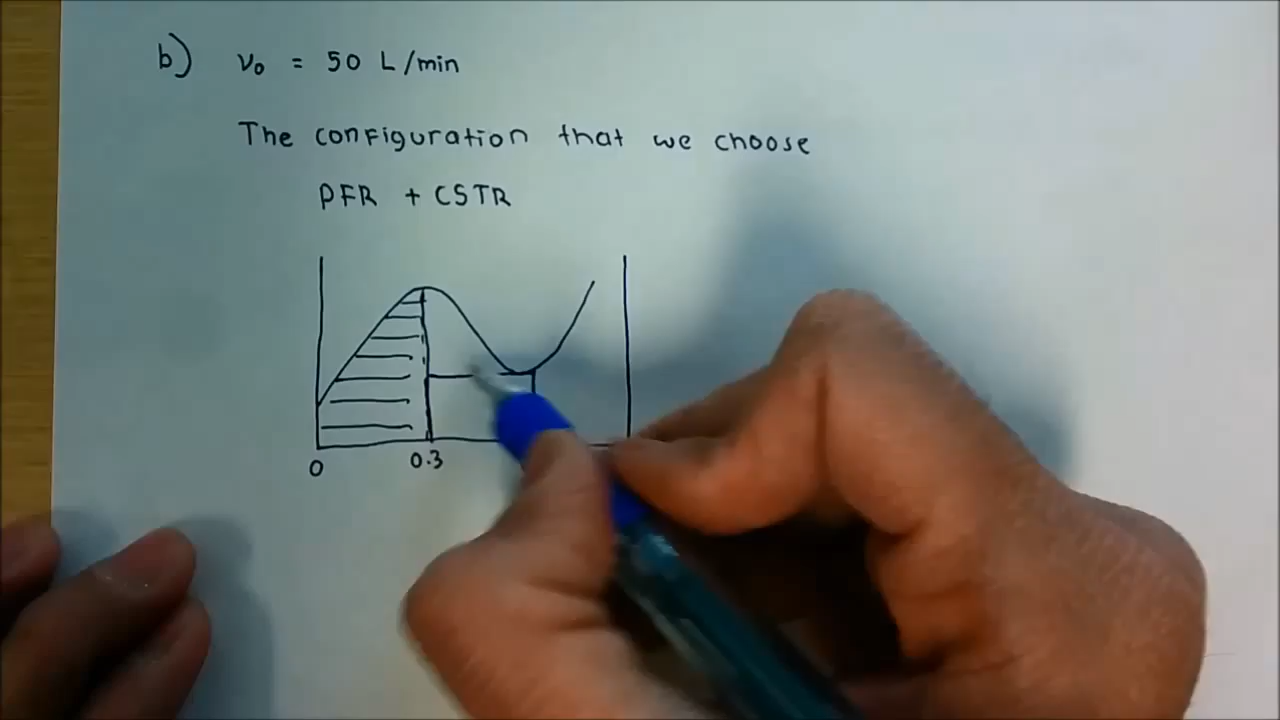 b) ν₀ = 50 L/min
The configuration that we choose
PFR + CSTR
0 0.3